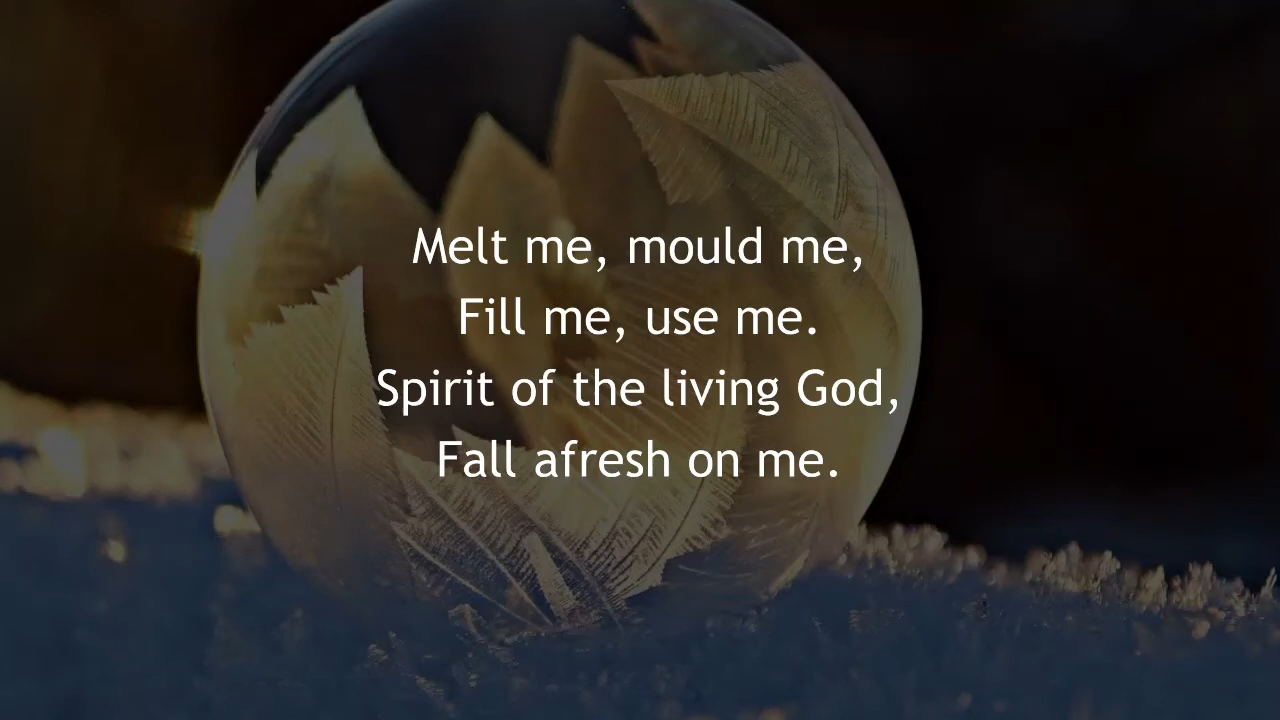 Melt me, mould me,
Fill me, use me.
Spirit of the living God,
Fall afresh on me.